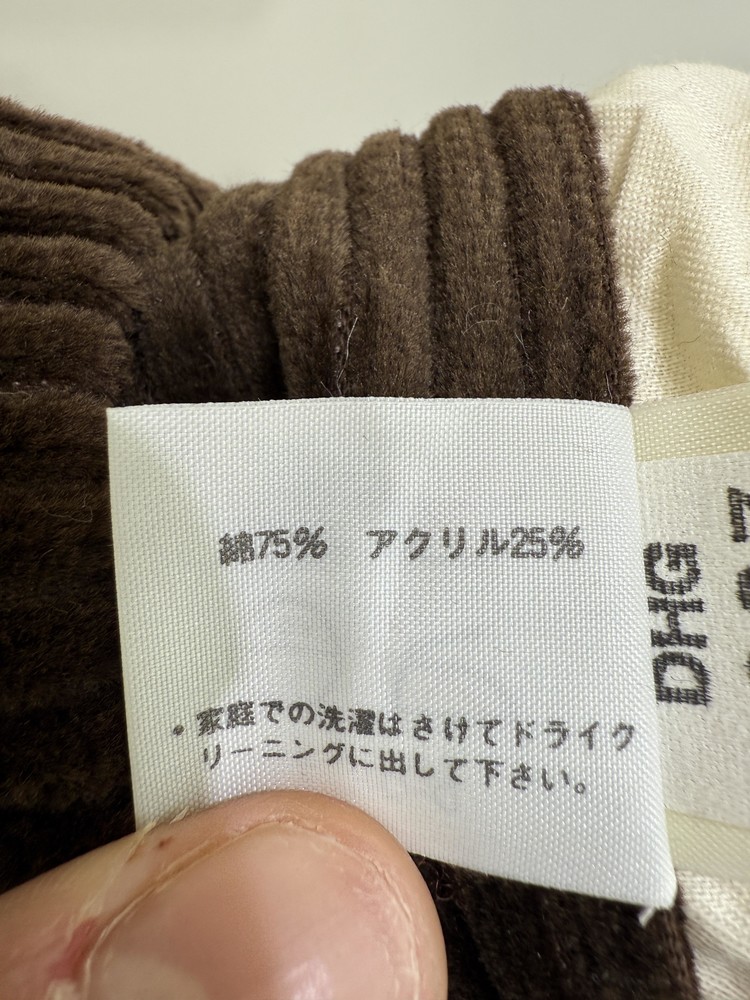 綿75% アクリル25%
・家庭での洗濯はさけてドライク
リーニングに出して下さい。
DHG